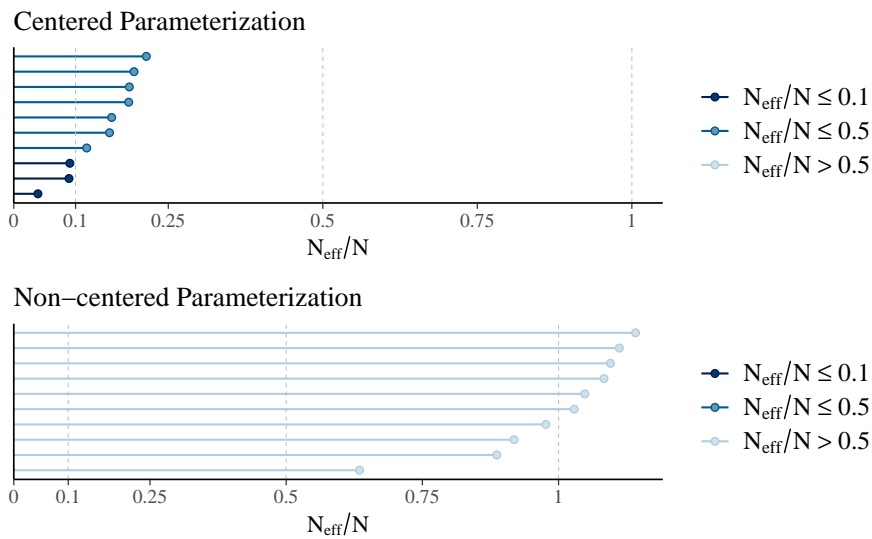 Centered Parameterization
N_eff/N ≤ 0.1
N_eff/N ≤ 0.5
N_eff/N > 0.5
0 0.1 0.25 0.5 0.75 1
N_eff/N
Non−centered Parameterization
N_eff/N ≤ 0.1
N_eff/N ≤ 0.5
N_eff/N > 0.5
0 0.1 0.25 0.5 0.75 1
N_eff/N